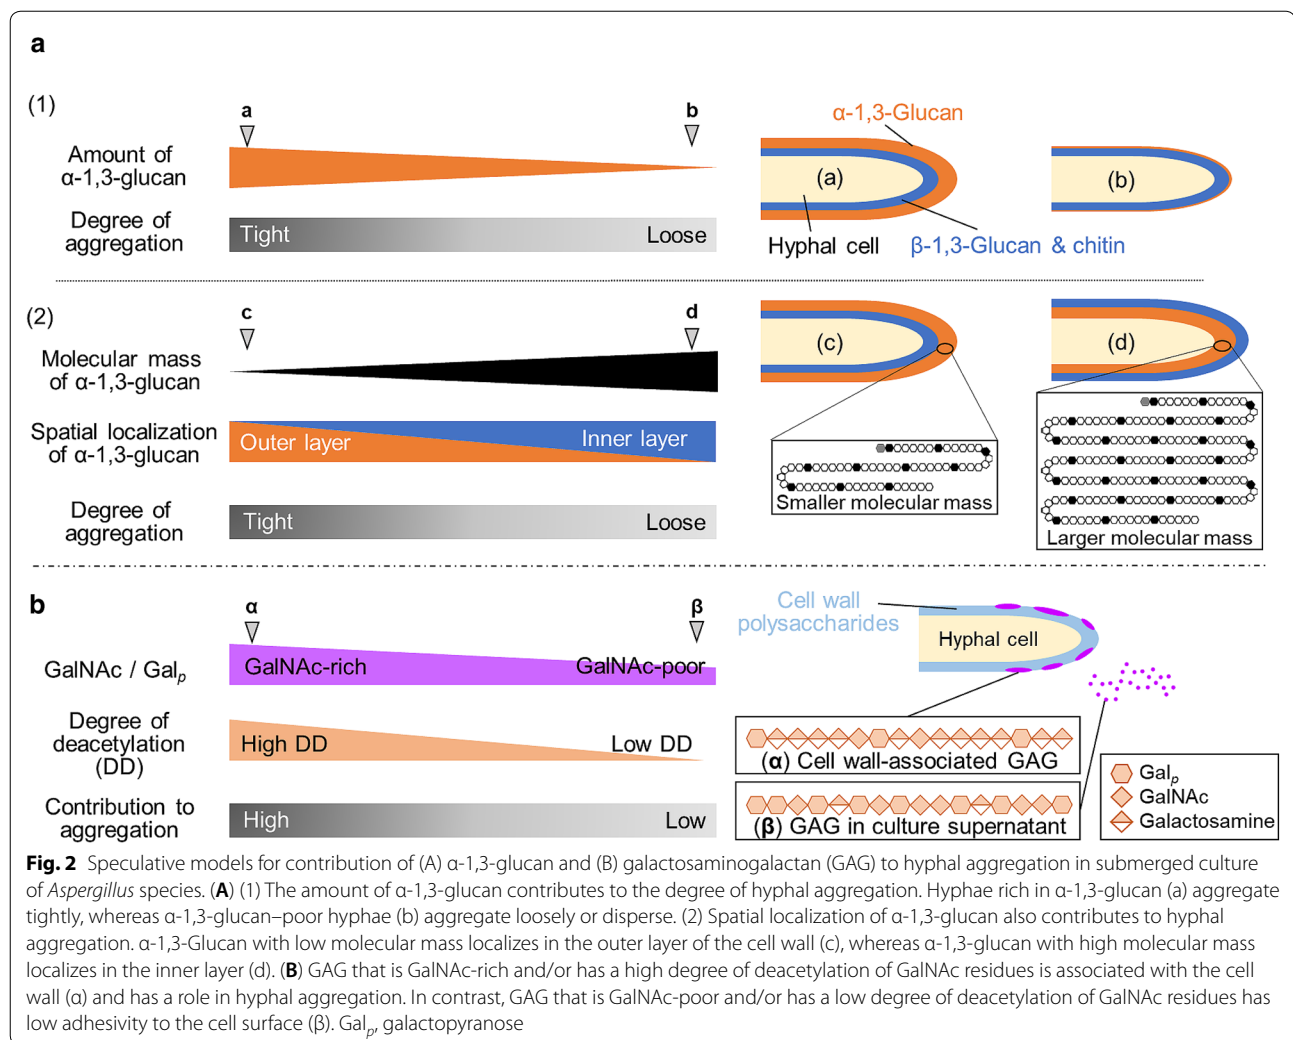 a
(1)
a
b
Amount of
α-1,3-glucan
Degree of
aggregation
Tight
Loose
α-1,3-Glucan
(a)
(b)
Hyphal cell
β-1,3-Glucan & chitin
(2)
c
d
Molecular mass
of α-1,3-glucan
Spatial localization
of α-1,3-glucan
Outer layer
Inner layer
Degree of
aggregation
Tight
Loose
(c)
(d)
Smaller molecular mass
Larger molecular mass
b
α
β
GalNAc / Galp
GalNAc-rich
GalNAc-poor
Degree of
deacetylation
(DD)
High DD
Low DD
Contribution to
aggregation
High
Low
Cell wall
polysaccharides
Hyphal cell
(α) Cell wall-associated GAG
(β) GAG in culture supernatant
Galp
GalNAc
Galactosamine
Fig. 2 Speculative models for contribution of (A) α-1,3-glucan and (B) galactosaminogalactan (GAG) to hyphal aggregation in submerged culture
of Aspergillus species. (A) (1) The amount of α-1,3-glucan contributes to the degree of hyphal aggregation. Hyphae rich in α-1,3-glucan (a) aggregate
tightly, whereas α-1,3-glucan–poor hyphae (b) aggregate loosely or disperse. (2) Spatial localization of α-1,3-glucan also contributes to hyphal
aggregation. α-1,3-Glucan with low molecular mass localizes in the outer layer of the cell wall (c), whereas α-1,3-glucan with high molecular mass
localizes in the inner layer (d). (B) GAG that is GalNAc-rich and/or has a high degree of deacetylation of GalNAc residues is associated with the cell
wall (α) and has a role in hyphal aggregation. In contrast, GAG that is GalNAc-poor and/or has a low degree of deacetylation of GalNAc residues has
low adhesivity to the cell surface (β). Galp, galactopyranose